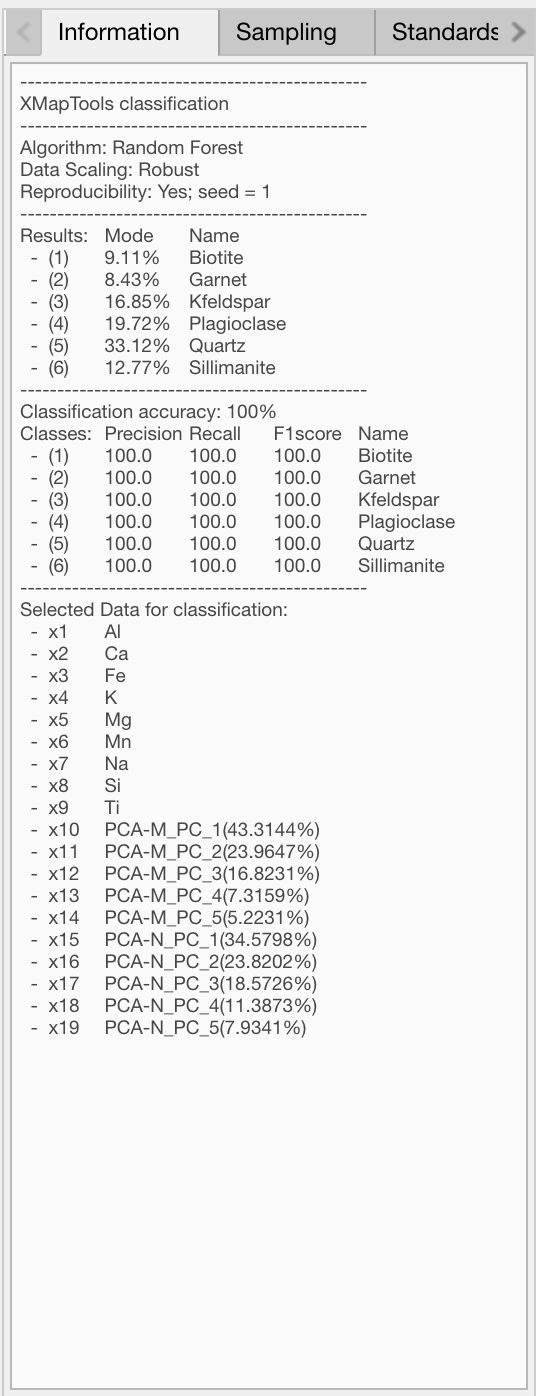 Information Sampling Standards
-----------------------------------------------
XMapTools classification
-----------------------------------------------
Algorithm: Random Forest
Data Scaling: Robust
Reproducibility: Yes; seed = 1
-----------------------------------------------
Results: Mode Name
- (1) 9.11% Biotite
- (2) 8.43% Garnet
- (3) 16.85% Kfeldspar
- (4) 19.72% Plagioclase
- (5) 33.12% Quartz
- (6) 12.77% Sillimanite
-----------------------------------------------
Classification accuracy: 100%
Classes: Precision Recall F1score Name
- (1) 100.0 100.0 100.0 Biotite
- (2) 100.0 100.0 100.0 Garnet
- (3) 100.0 100.0 100.0 Kfeldspar
- (4) 100.0 100.0 100.0 Plagioclase
- (5) 100.0 100.0 100.0 Quartz
- (6) 100.0 100.0 100.0 Sillimanite
-----------------------------------------------
Selected Data for classification:
- x1 Al
- x2 Ca
- x3 Fe
- x4 K
- x5 Mg
- x6 Mn
- x7 Na
- x8 Si
- x9 Ti
- x10 PCA-M_PC_1(43.3144%)
- x11 PCA-M_PC_2(23.9647%)
- x12 PCA-M_PC_3(16.8231%)
- x13 PCA-M_PC_4(7.3159%)
- x14 PCA-M_PC_5(5.2231%)
- x15 PCA-N_PC_1(34.5798%)
- x16 PCA-N_PC_2(23.8202%)
- x17 PCA-N_PC_3(18.5726%)
- x18 PCA-N_PC_4(11.3873%)
- x19 PCA-N_PC_5(7.9341%)